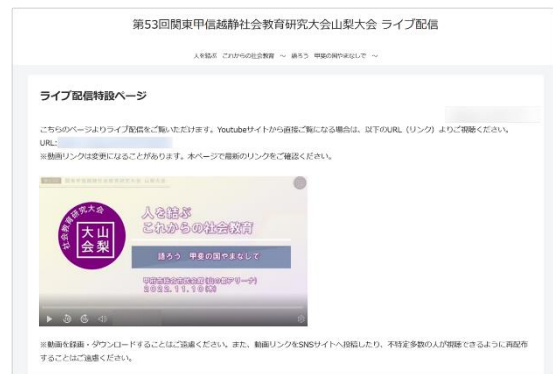 第53回関東甲信越静社会教育研究大会山梨大会 ライブ配信
人を結ぶ これからの社会教育 ～ 語ろう 甲斐の国やまなしで ～
ライブ配信特設ページ
こちらのページよりライブ配信をご覧いただけます。Youtubeサイトから直接ご覧になる場合は、以下のURL（リンク）よりご視聴ください。
URL:
※動画リンクは変更になることがあります。本ページで最新のリンクをご確認ください。
社会教育研究大会
山梨
大会
人を結ぶ
これからの社会教育
語ろう 甲斐の国やまなしで
2022.11.10(木)
※動画を録画・ダウンロードすることはご遠慮ください。また、動画リンクをSNSサイトへ投稿したり、不特定多数の人が視聴できるように再配布
することはご遠慮ください。